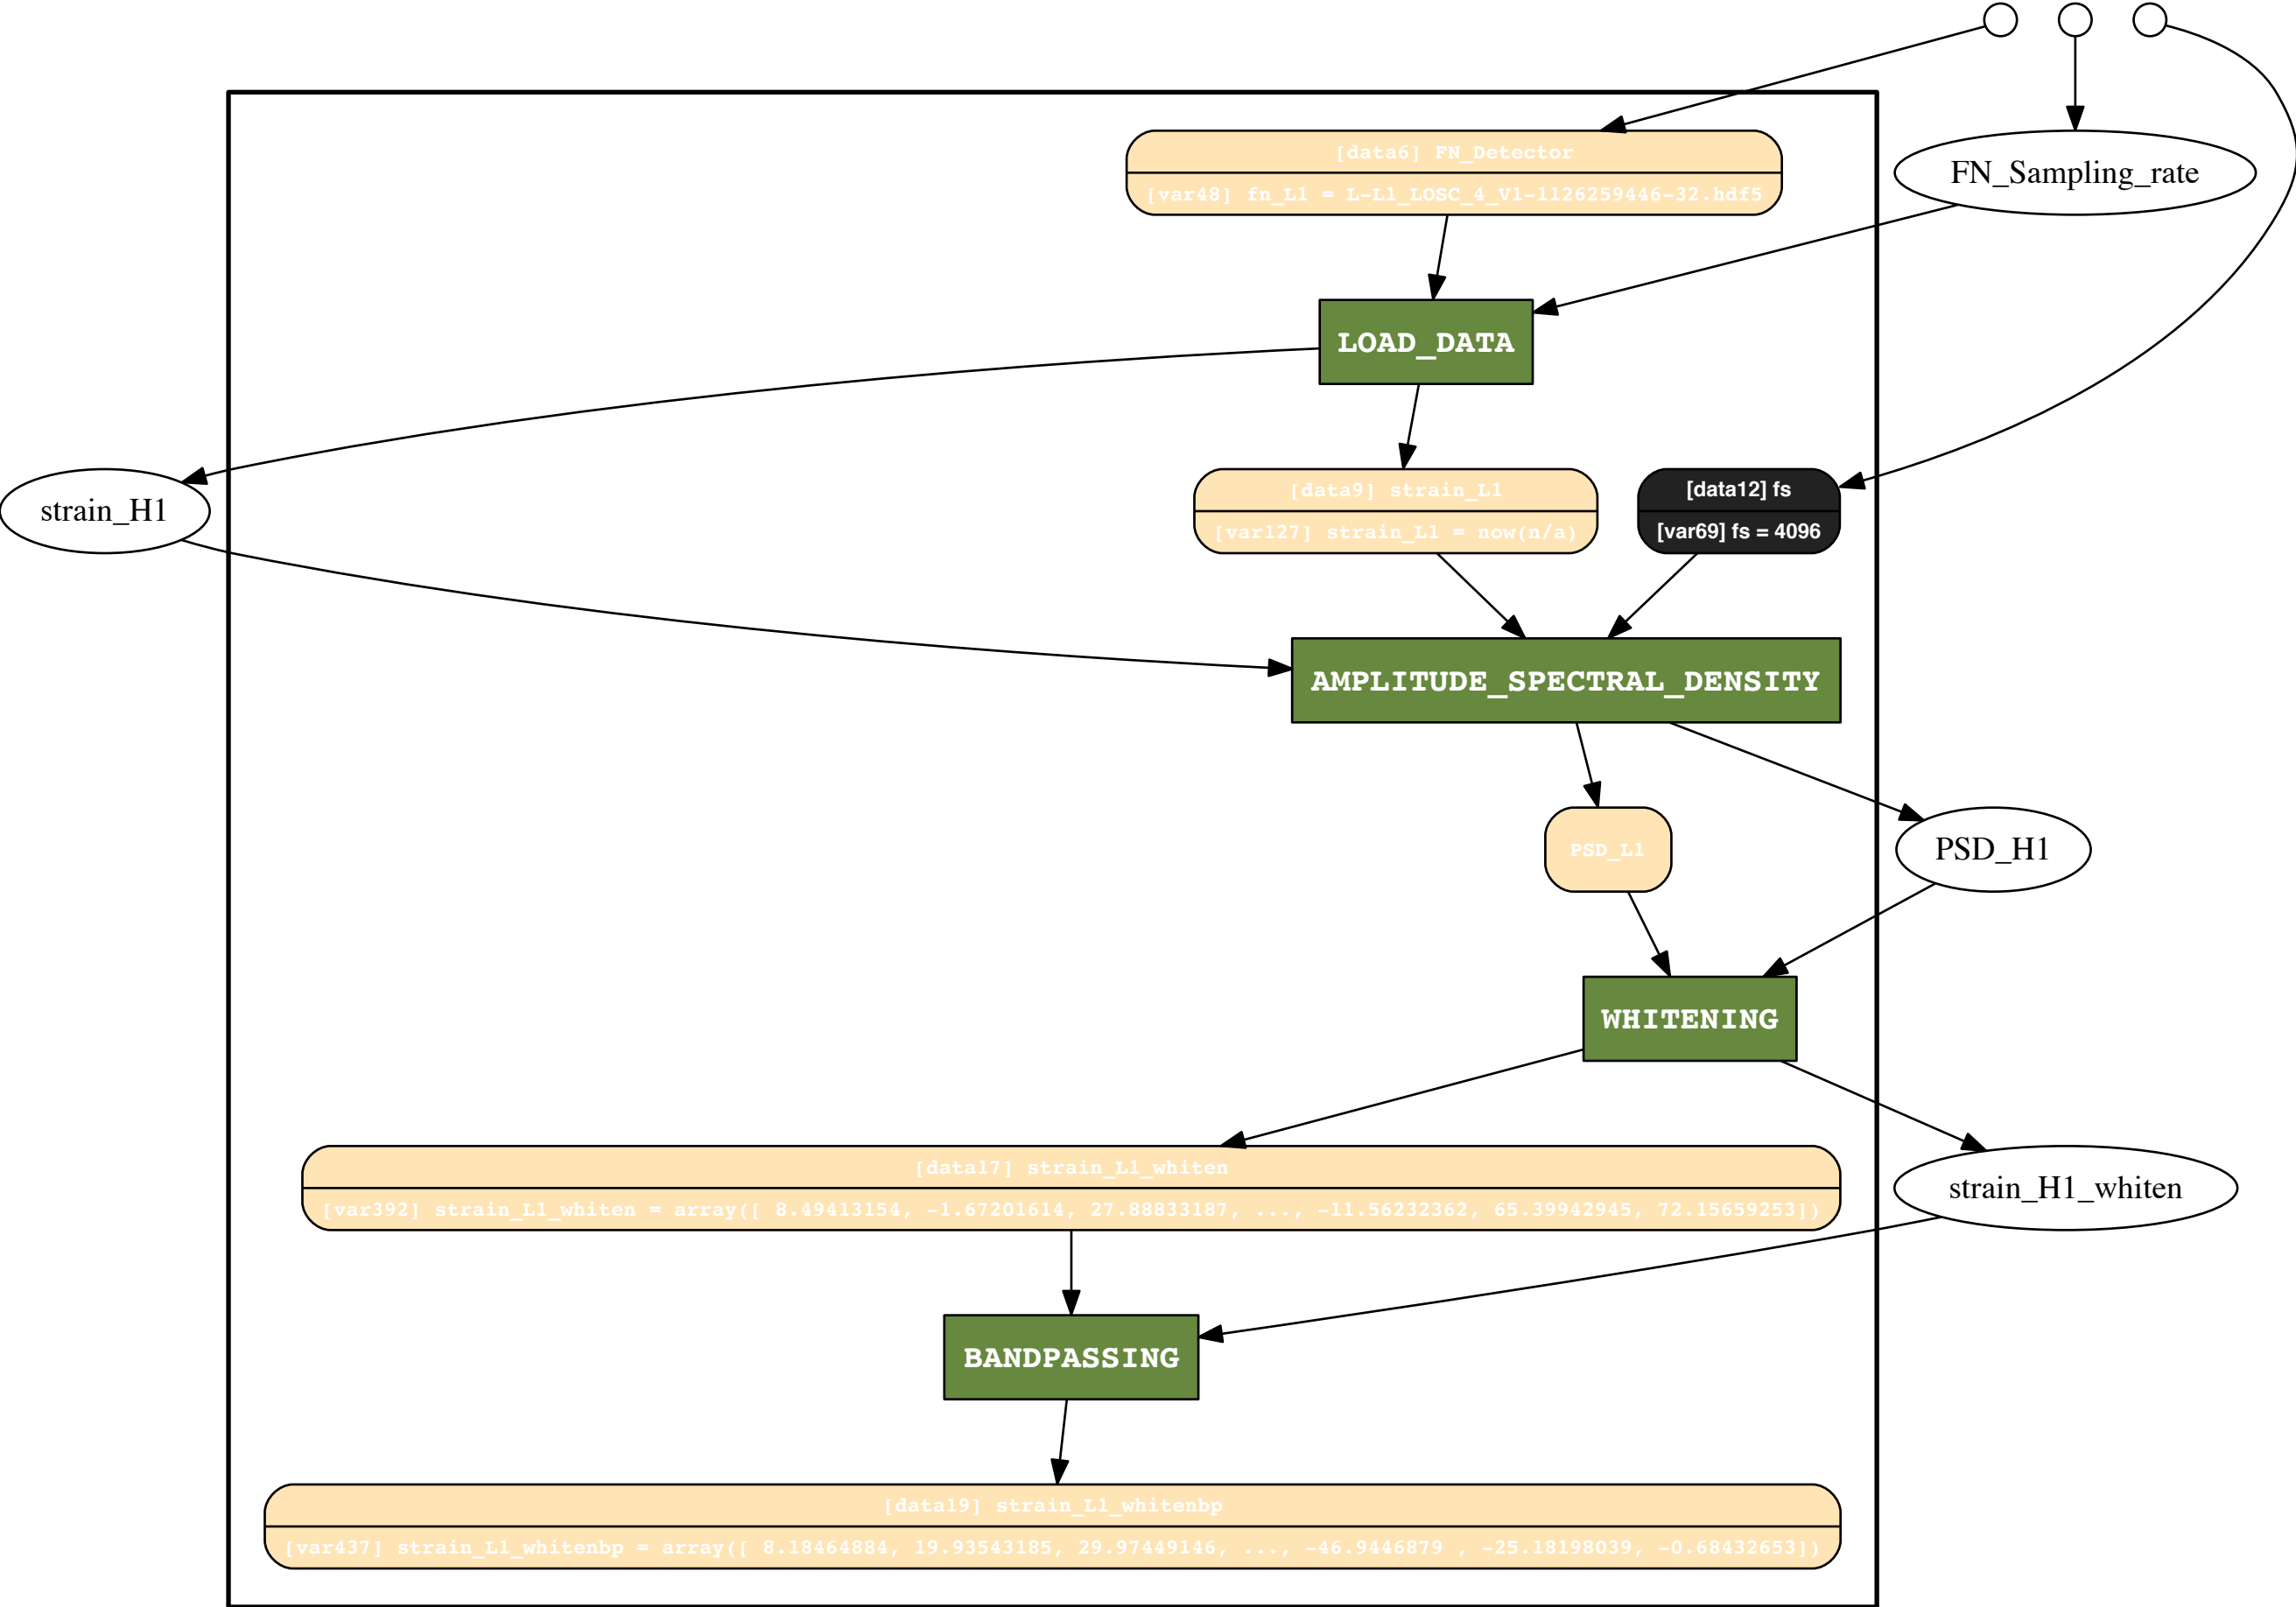 [data6] FN_Detector
[var48] fn_L1 = L-L1_LOSC_4_V1-1126259446-32.hdf5
FN_Sampling_rate
LOAD_DATA
strain_H1
[data9] strain_L1
[var127] strain_L1 = now(n/a)
[data12] fs
[var69] fs = 4096
AMPLITUDE_SPECTRAL_DENSITY
PSD_L1
PSD_H1
WHITENING
[data17] strain_L1_whiten
[var392] strain_L1_whiten = array([ 8.49413154, -1.67201614, 27.88833187, ..., -11.56232362, 65.39942945, 72.15659253])
strain_H1_whiten
BANDPASSING
[data19] strain_L1_whitenbp
[var437] strain_L1_whitenbp = array([ 8.18464884, 19.93543185, 29.97449146, ..., -46.9446879 , -25.18198039, -0.68432653])